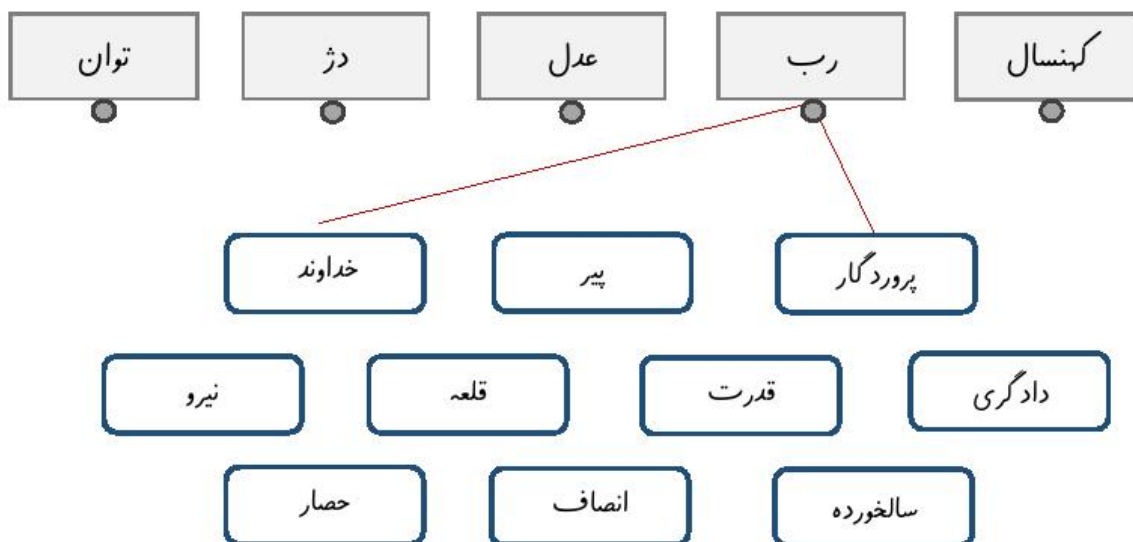 کهنسال رب عدل دژ توان
پروردگار پیر خداوند
دادگری قدرت قلعه نیرو
سالخورده انصاف حصار